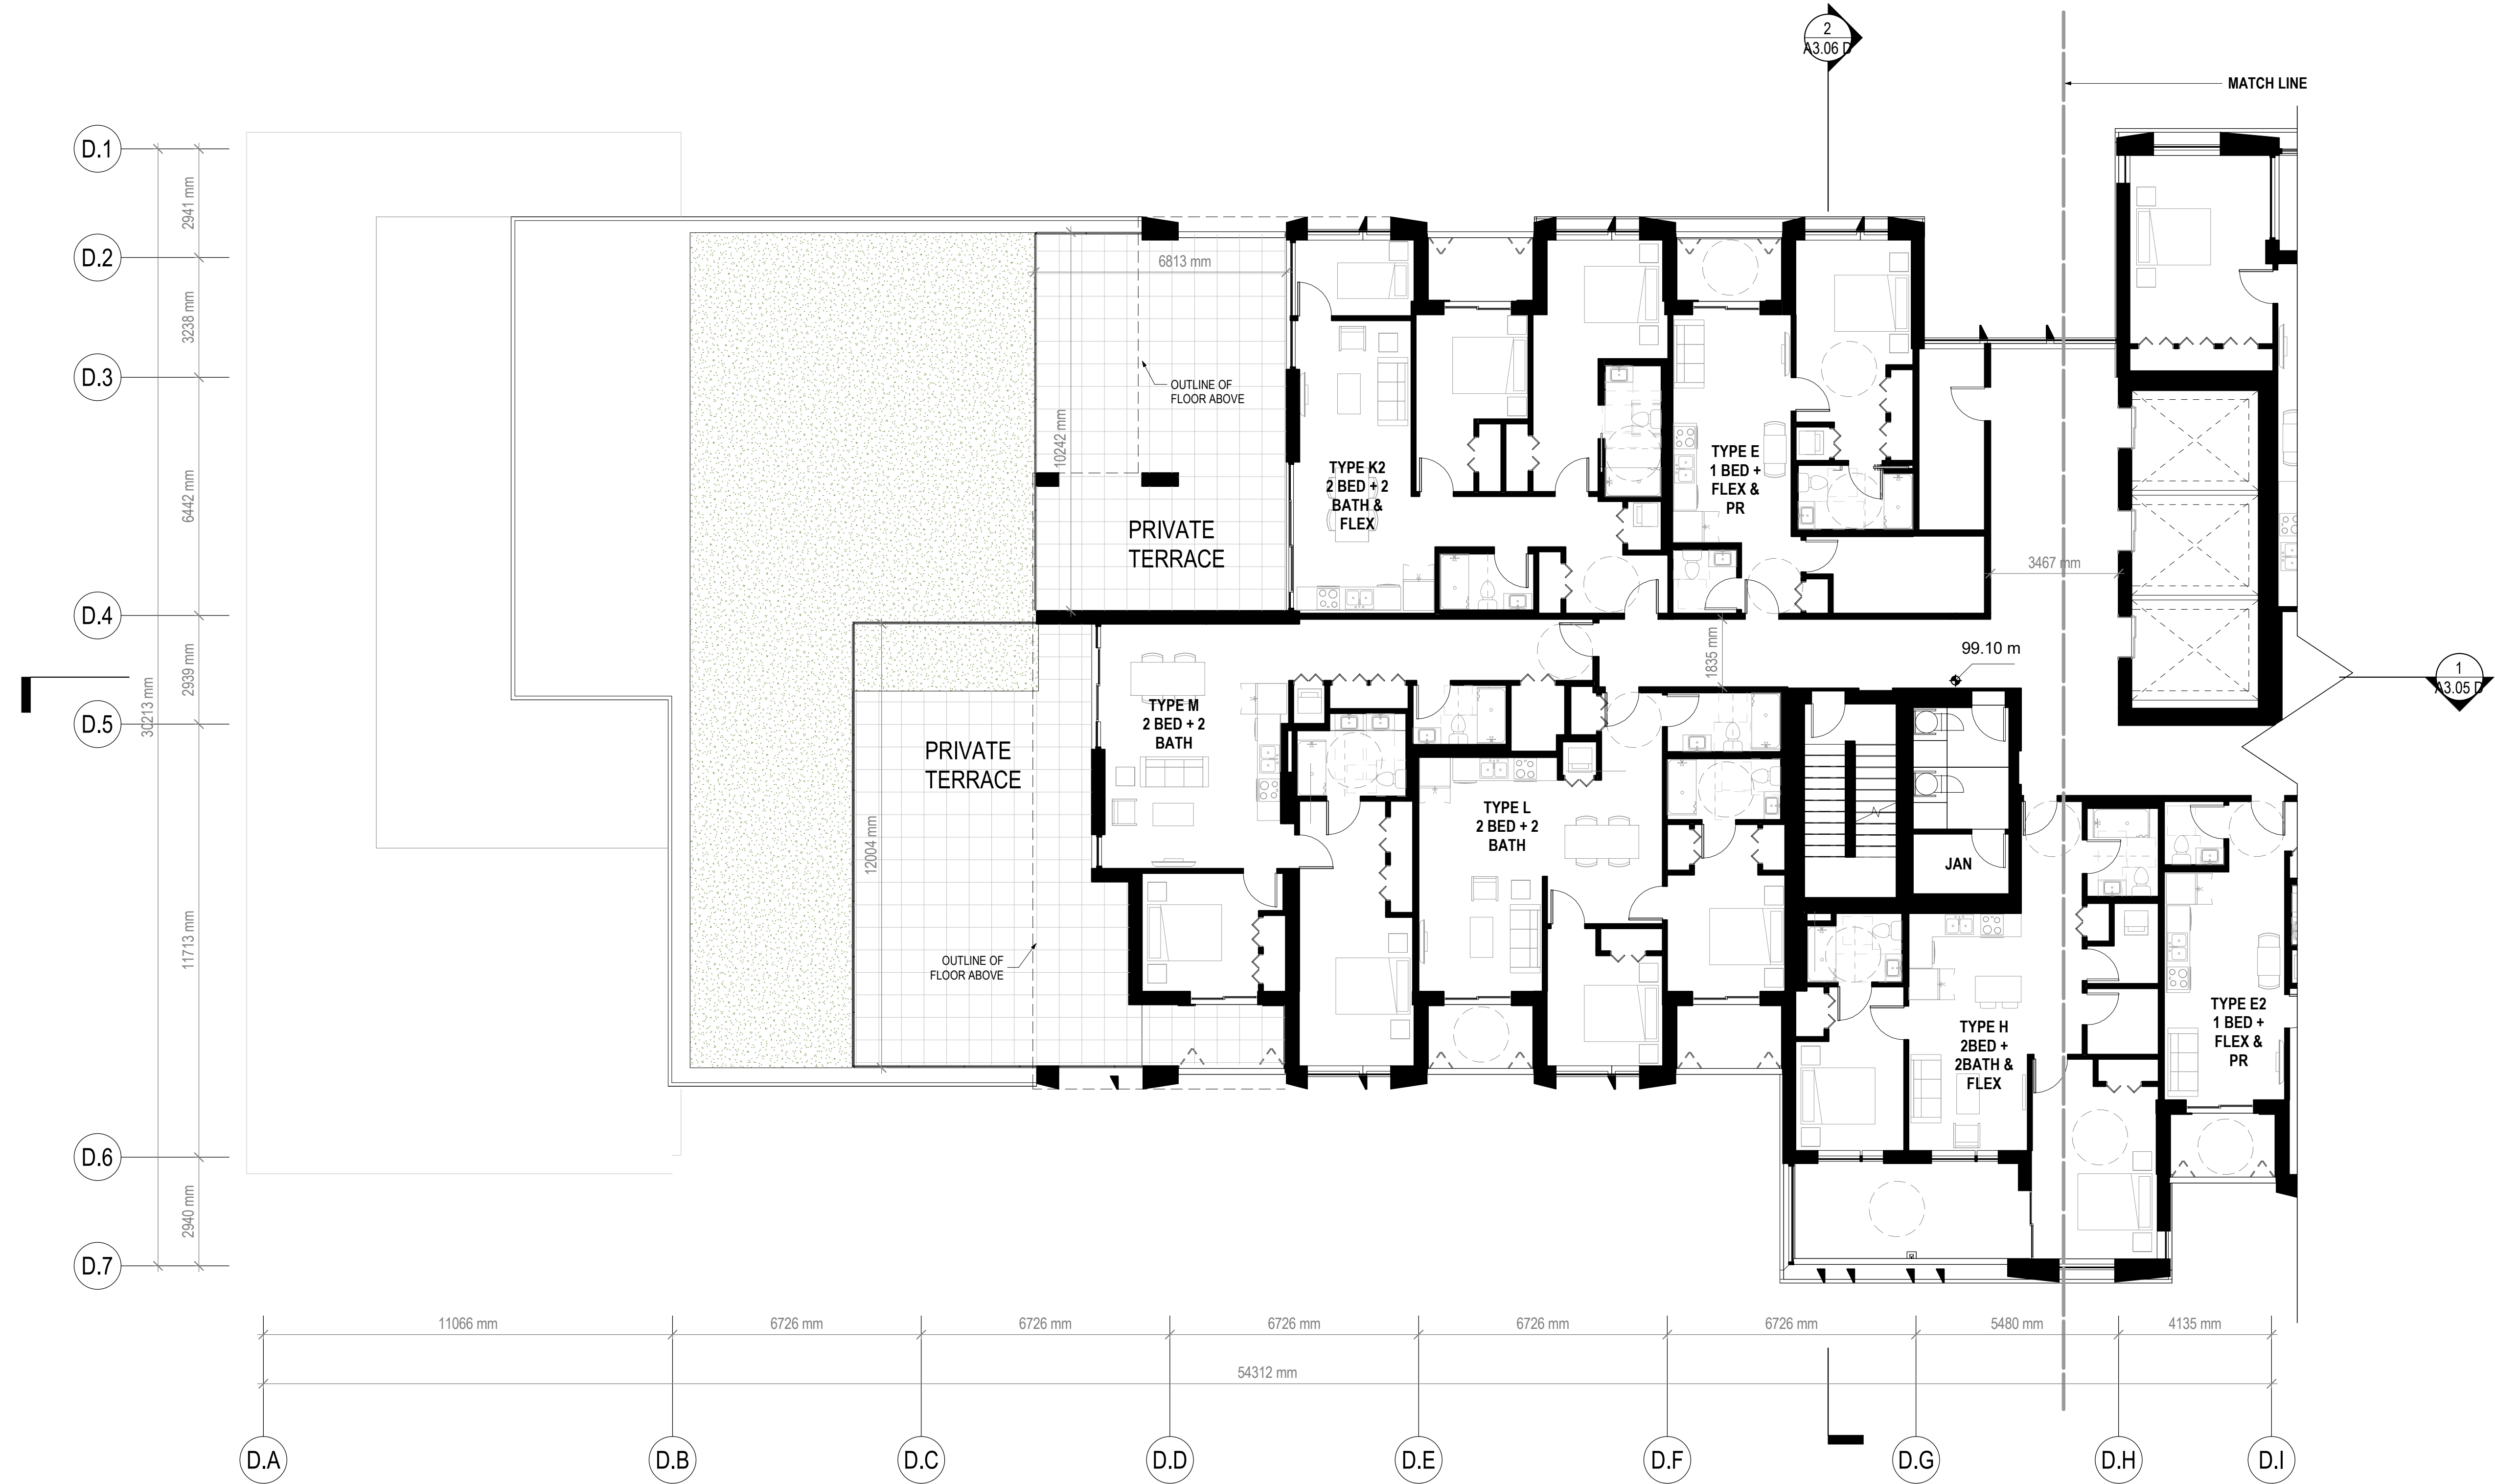 2
A3.06 D
MATCH LINE
D.1
2941 mm
D.2
3238 mm
6813 mm
D.3
OUTLINE OF
FLOOR ABOVE
10242 mm
6442 mm
TYPE K2
2 BED + 2
BATH &
FLEX
TYPE E
1 BED +
FLEX &
PR
PRIVATE
TERRACE
3467 mm
D.4
2939 mm
30213 mm
1835 mm
99.10 m
1
A3.05 D
D.5
TYPE M
2 BED + 2
BATH
PRIVATE
TERRACE
12004 mm
TYPE L
2 BED + 2
BATH
JAN
11713 mm
OUTLINE OF
FLOOR ABOVE
TYPE H
2BED +
2BATH &
FLEX
TYPE E2
1 BED +
FLEX &
PR
D.6
2940 mm
D.7
11066 mm
6726 mm
6726 mm
6726 mm
6726 mm
6726 mm
5480 mm
4135 mm
54312 mm
D.A
D.B
D.C
D.D
D.E
D.F
D.G
D.H
D.I